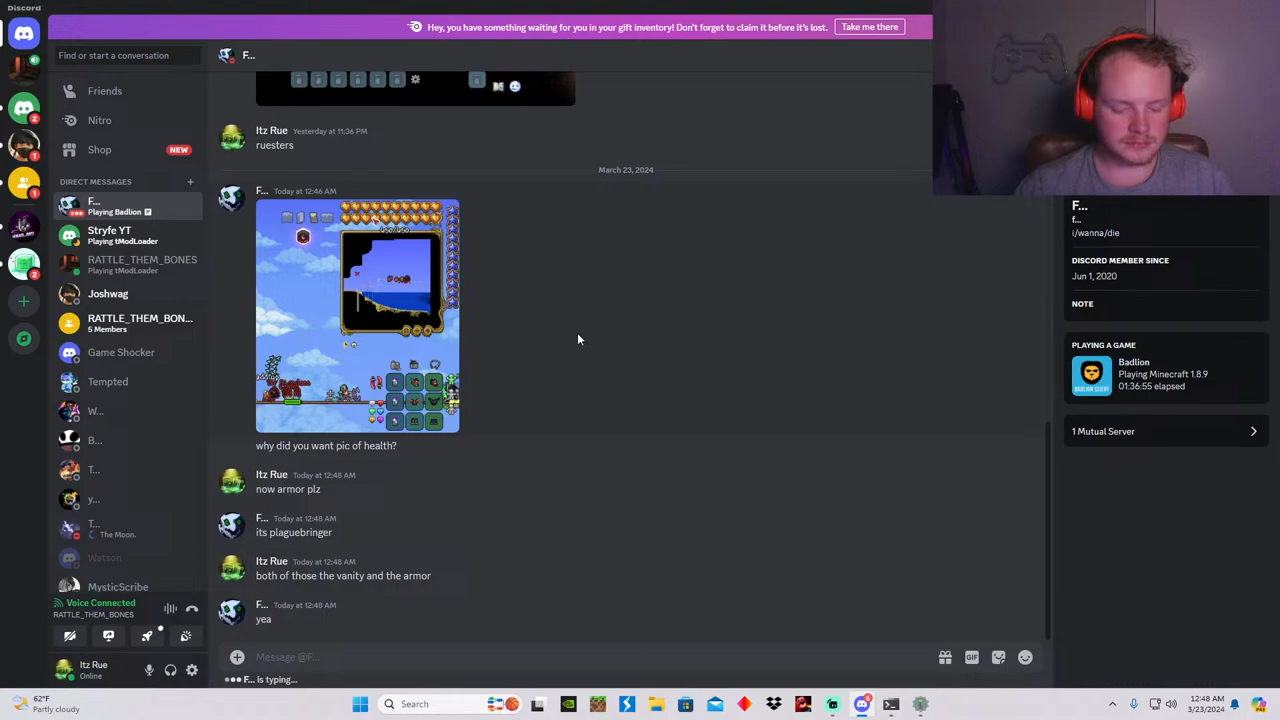 Discord
Hey, you have something waiting for you in your gift inventory! Don't forget to claim it before it's lost.
Take me there
Find or start a conversation
F...
Friends
Nitro
Shop
NEW
DIRECT MESSAGES
F...
Playing Badlion
Stryfe YT
Playing tModLoader
RATTLE_THEM_BONES
Playing tModLoader
Joshwag
RATTLE_THEM_BON...
5 Members
Game Shocker
Tempted
W...
B...
T...
y...
T...
The Moon.
Watson
MysticScribe
Voice Connected
RATTLE_THEM_BONES
Itz Rue
Online
2
1
1
2
Itz Rue Yesterday at 11:36 PM
ruesters
March 23, 2024
F... Today at 12:46 AM
why did you want pic of health?
Itz Rue Today at 12:48 AM
now armor plz
F... Today at 12:48 AM
its plaguebringer
Itz Rue Today at 12:48 AM
both of those the vanity and the armor
F... Today at 12:48 AM
yea
Message @F...
GIF
F... is typing...
F...
f...
i/wanna/die
DISCORD MEMBER SINCE
Jun 1, 2020
NOTE
PLAYING A GAME
Badlion
Playing Minecraft 1.8.9
01:36:55 elapsed
BADLION CLIENT
1 Mutual Server
62°F
Partly cloudy
Search
12:48 AM
3/23/2024